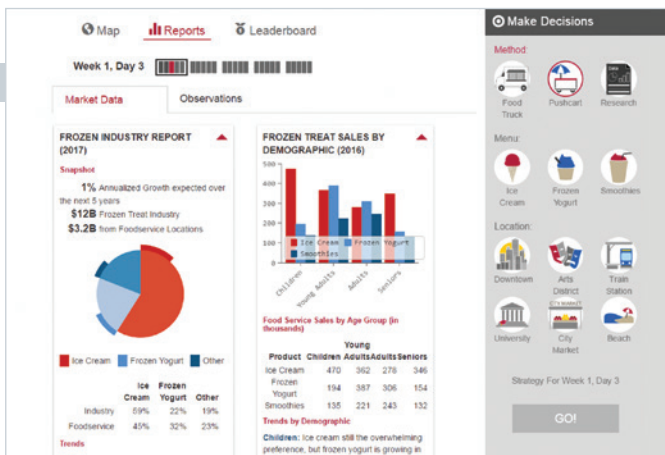 Map Reports Leaderboard
Week 1, Day 3
Market Data Observations
FROZEN INDUSTRY REPORT
(2017)
Snapshot
1% Annualized Growth expected over
the next 5 years
$12B Frozen Treat Industry
$3.2B from Foodservice Locations
Ice Cream Frozen Yogurt Other
Ice Frozen
Cream Yogurt Other
Industry 59% 22% 19%
Foodservice 45% 32% 23%
Trends
FROZEN TREAT SALES BY
DEMOGRAPHIC (2016)
500
400
300
200
100
0
Ice Cream Frozen Yogurt
Smoothies
Children Young Adults Adults Seniors
Food Service Sales by Age Group (in
thousands)
Young
Product Children Adults Adults Seniors
Ice Cream 470 362 278 346
Frozen
Yogurt 194 387 306 154
Smoothies 135 221 243 132
Trends by Demographic
Children: Ice cream still the overwhelming
preference, but frozen yogurt is growing in
Make Decisions
Method:
Food
Truck
Pushcart
Research
Menu:
Ice
Cream
Frozen
Yogurt
Smoothies
Location:
Downtown
Arts
District
Train
Station
University
CITY MARKET
City
Market
Beach
Strategy For Week 1, Day 3
GO!